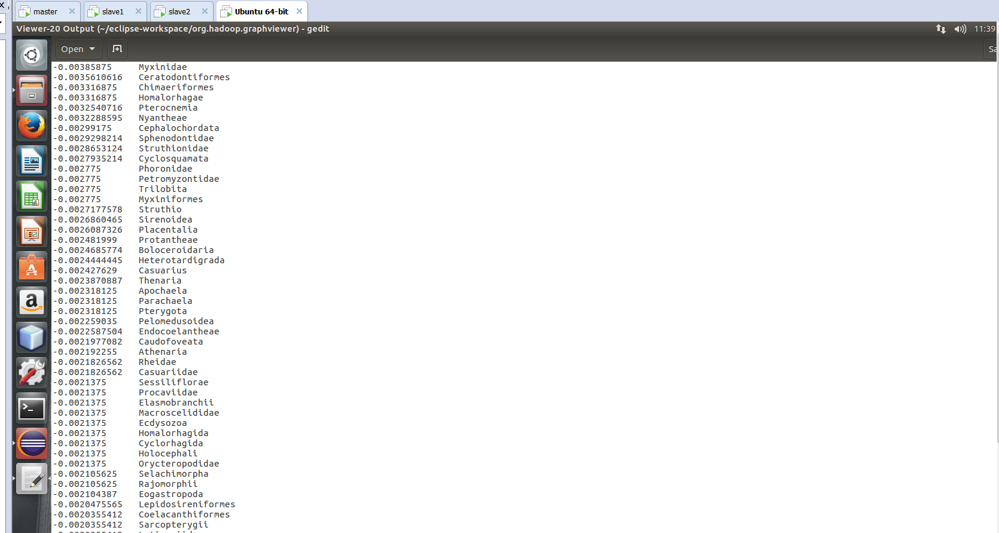 master slave1 slave2 Ubuntu 64-bit
Viewer-20 Output (~/eclipse-workspace/org.hadoop.graphviewer) - gedit 11:39
Open Sa
-0.00385875 Myxinidae
-0.0035610616 Ceratodontiformes
-0.003316875 Chimaeriformes
-0.003316875 Homalorhagae
-0.0032540716 Pterocnemia
-0.0032288595 Nyantheae
-0.00299175 Cephalochordata
-0.0029298214 Sphenodontidae
-0.0028653124 Struthionidae
-0.0027935214 Cyclosquamata
-0.002775 Phoronidae
-0.002775 Petromyzontidae
-0.002775 Trilobita
-0.002775 Myxiniformes
-0.0027177578 Struthio
-0.0026860465 Sirenoidea
-0.0026087326 Placentalia
-0.002481999 Protantheae
-0.0024685774 Boloceroidaria
-0.0024444445 Heterotardigrada
-0.002427629 Casuarius
-0.0023870887 Thenaria
-0.002318125 Apochaela
-0.002318125 Parachaela
-0.002318125 Pterygota
-0.002259035 Pelomedusoidea
-0.0022587504 Endocoelantheae
-0.0021977082 Caudofoveata
-0.002192255 Athenaria
-0.0021826562 Rheidae
-0.0021826562 Casuariidae
-0.0021375 Sessiliflorae
-0.0021375 Procaviidae
-0.0021375 Elasmobranchii
-0.0021375 Macroscelididae
-0.0021375 Ecdysozoa
-0.0021375 Homalorhagida
-0.0021375 Cyclorhagida
-0.0021375 Holocephali
-0.0021375 Orycteropodidae
-0.002105625 Selachimorpha
-0.002105625 Rajomorphii
-0.002104387 Eogastropoda
-0.0020475565 Lepidosireniformes
-0.0020355412 Coelacanthiformes
-0.0020355412 Sarcopterygii